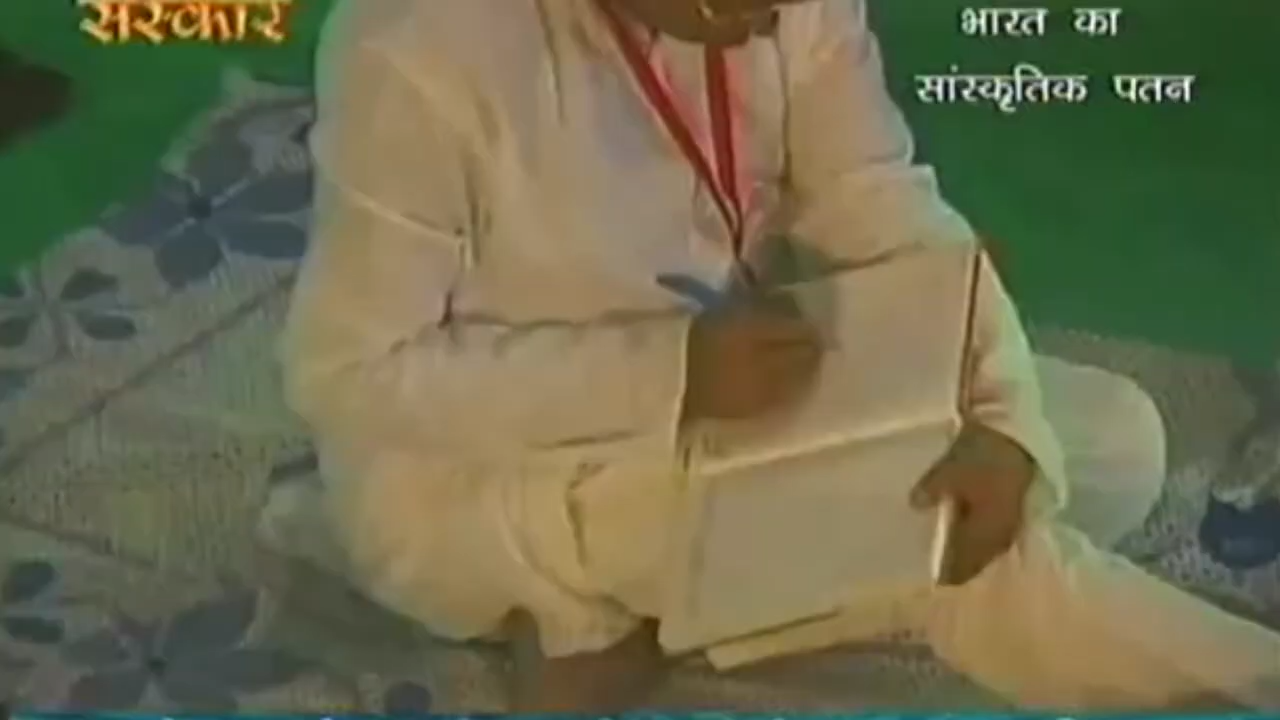 संस्कार
भारत का
सांस्कृतिक पतन